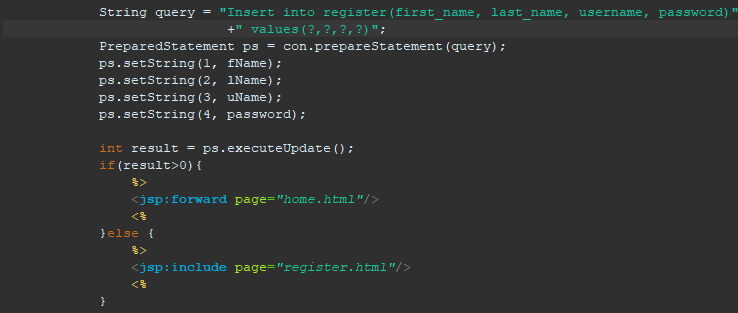 String query = "Insert into register(first_name, last_name, username, password)"
+" values(?,?,?,?)";
PreparedStatement ps = con.prepareStatement(query);
ps.setString(1, fName);
ps.setString(2, lName);
ps.setString(3, uName);
ps.setString(4, password);
int result = ps.executeUpdate();
if(result>0){
%>
<jsp:forward page="home.html"/>
<%
}else {
%>
<jsp:include page="register.html"/>
<%
}